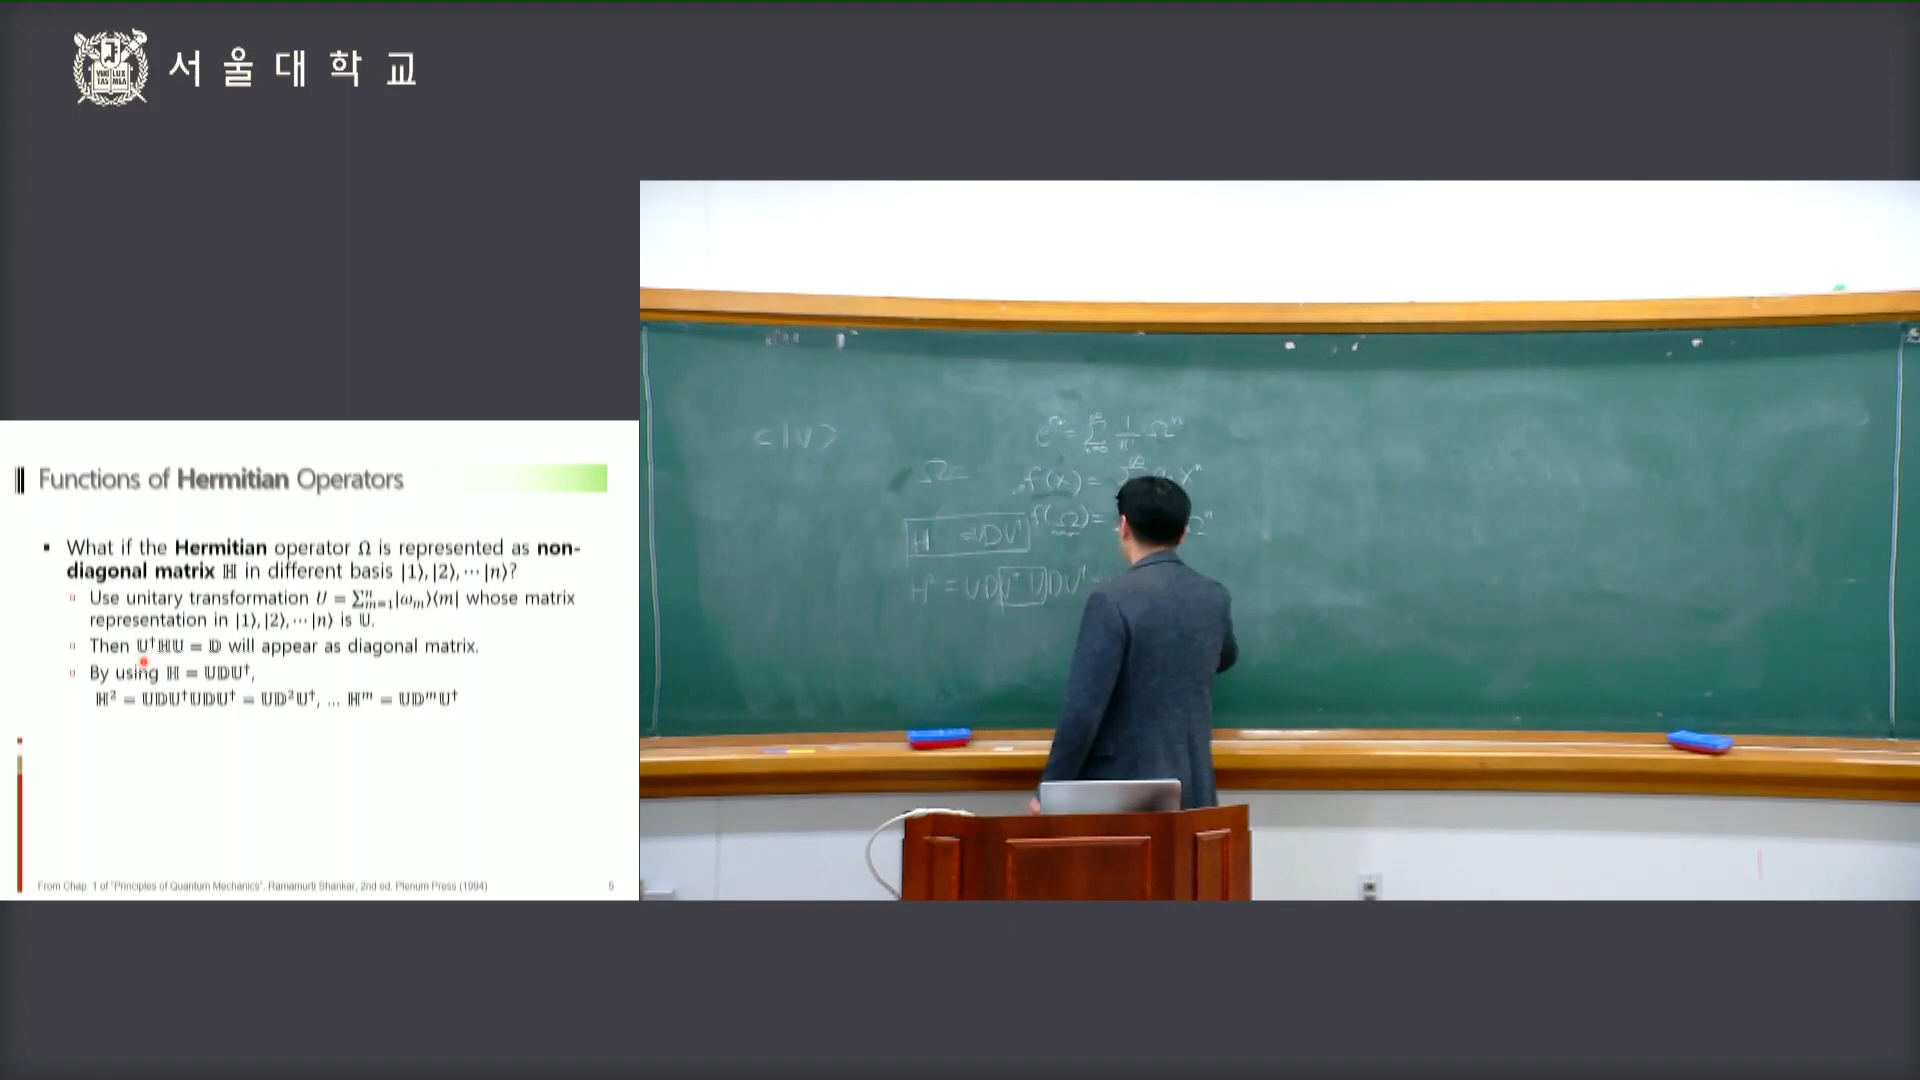 서울대학교
Functions of Hermitian Operators
▪ What if the Hermitian operator Ω is represented as non-
diagonal matrix ℍ in different basis |1⟩, |2⟩, ⋯ |n⟩?
▫ Use unitary transformation U = ∑ⁿₘ₌₁|ωₘ⟩⟨m| whose matrix
representation in |1⟩, |2⟩, ⋯ |n⟩ is 𝕌.
▫ Then 𝕌†ℍ𝕌 = 𝔻 will appear as diagonal matrix.
▫ By using ℍ = 𝕌𝔻𝕌†,
ℍ² = 𝕌𝔻𝕌†𝕌𝔻𝕌† = 𝕌𝔻²𝕌†, … ℍᵐ = 𝕌𝔻ᵐ𝕌†
From Chap. 1 of "Principles of Quantum Mechanics", Ramamurti Shankar, 2nd ed. Plenum Press (1994)
<|V>
f(x) =
f(Ω) =
H = UDU†
H² = UDU†UDU†